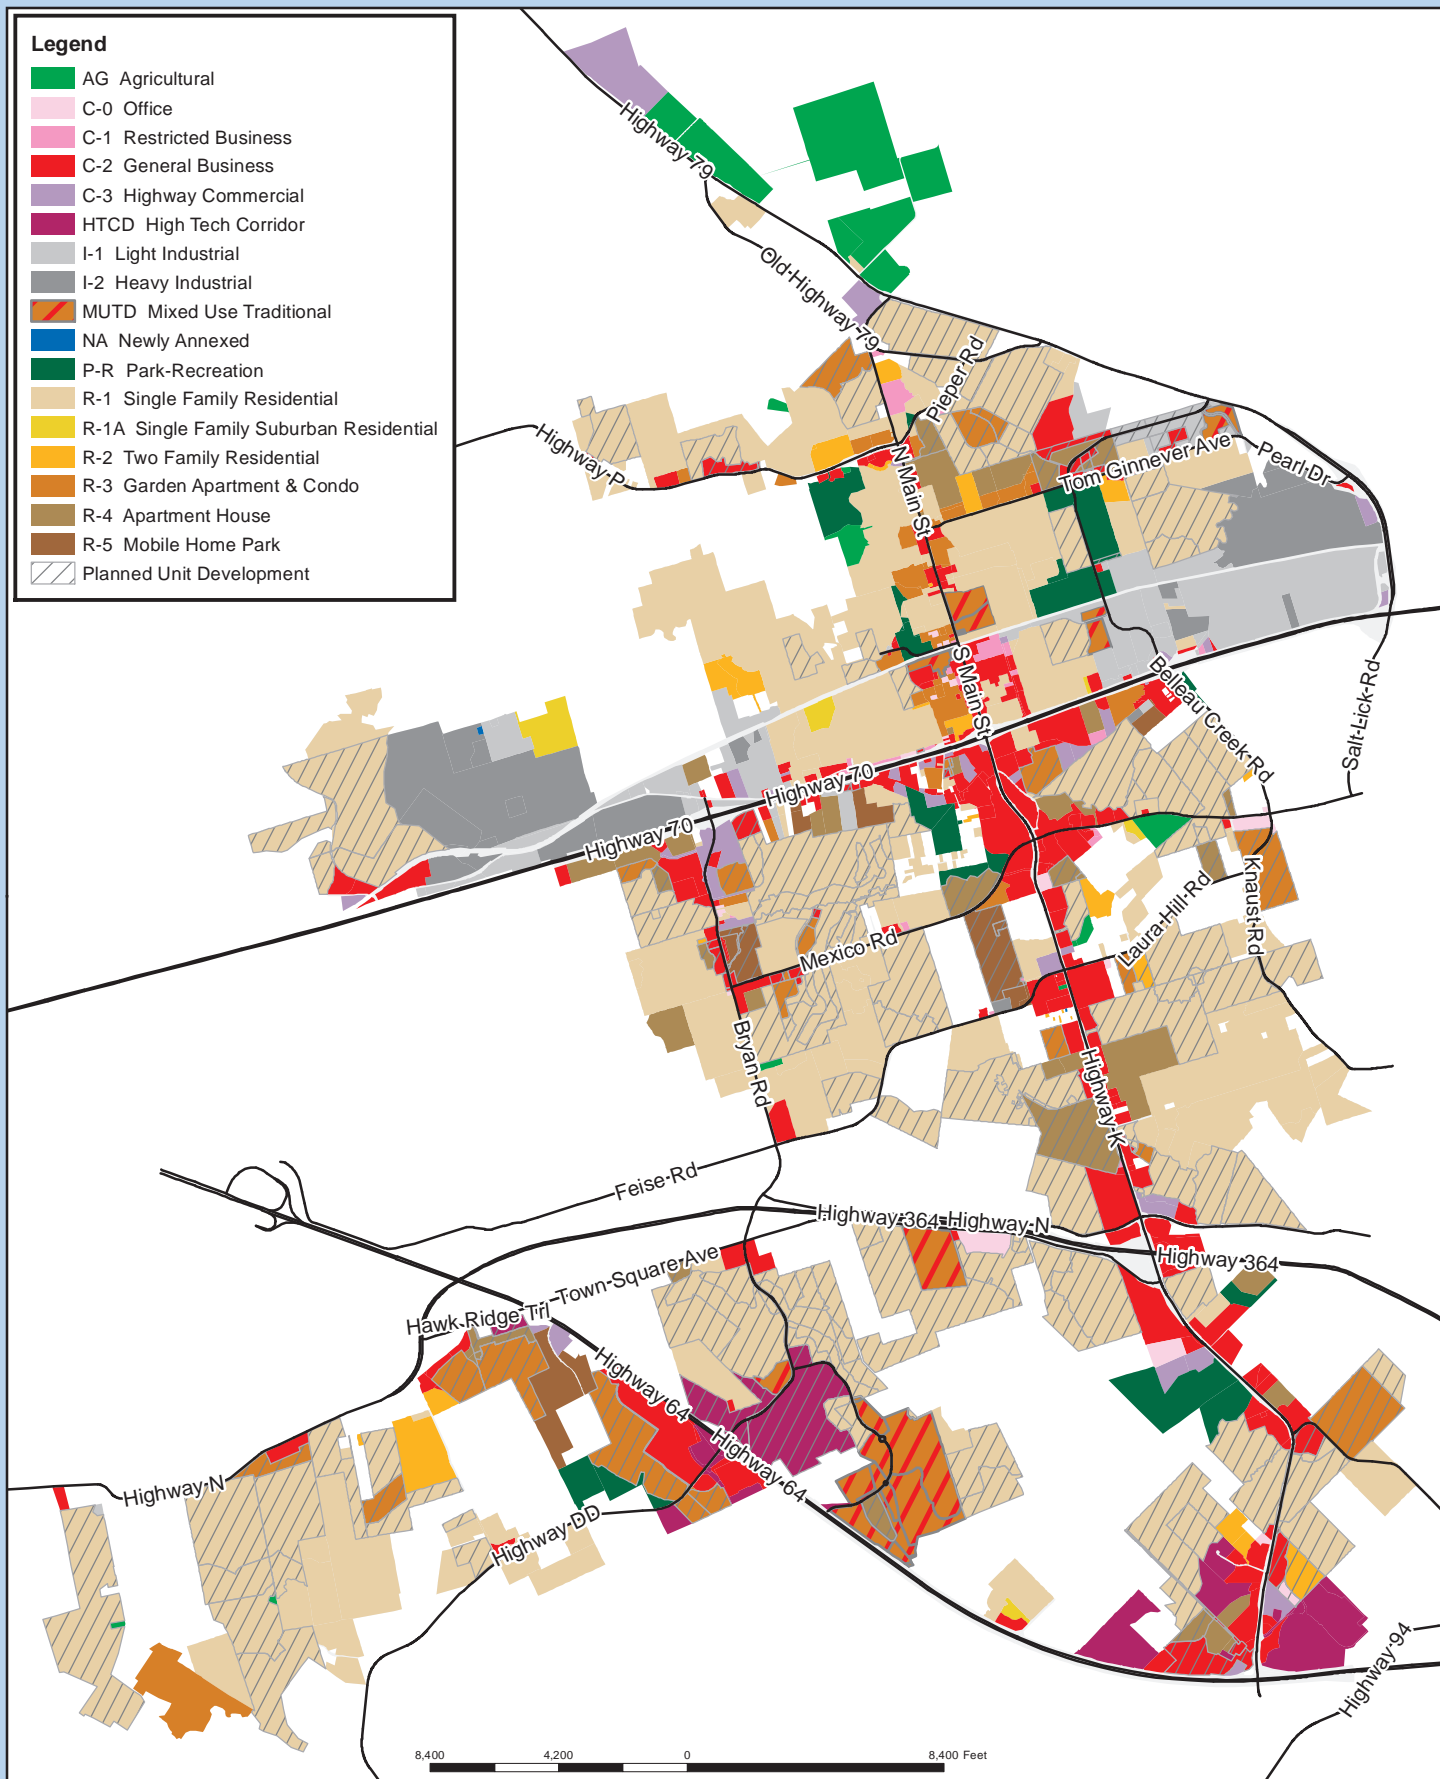 Legend
AG Agricultural
C-0 Office
C-1 Restricted Business
C-2 General Business
C-3 Highway Commercial
HTCD High Tech Corridor
I-1 Light Industrial
I-2 Heavy Industrial
MUTD Mixed Use Traditional
NA Newly Annexed
P-R Park-Recreation
R-1 Single Family Residential
R-1A Single Family Suburban Residential
R-2 Two Family Residential
R-3 Garden Apartment & Condo
R-4 Apartment House
R-5 Mobile Home Park
Planned Unit Development
Highway 79
Old Highway 79
Pieper Rd
Highway P
N Main St
Tom Ginnever Ave
Pearl Dr
S Main St
Belleau Creek Rd
Salt Lick Rd
Highway 70
Highway 70
Knaust Rd
Laura Hill Rd
Mexico Rd
Bryan Rd
Highway K
Feise Rd
Highway 364
Highway N
Highway 364
Town Square Ave
Hawk Ridge Trl
Highway 64
Highway 64
Highway N
Highway DD
Highway 94
8,400
4,200
0
8,400 Feet